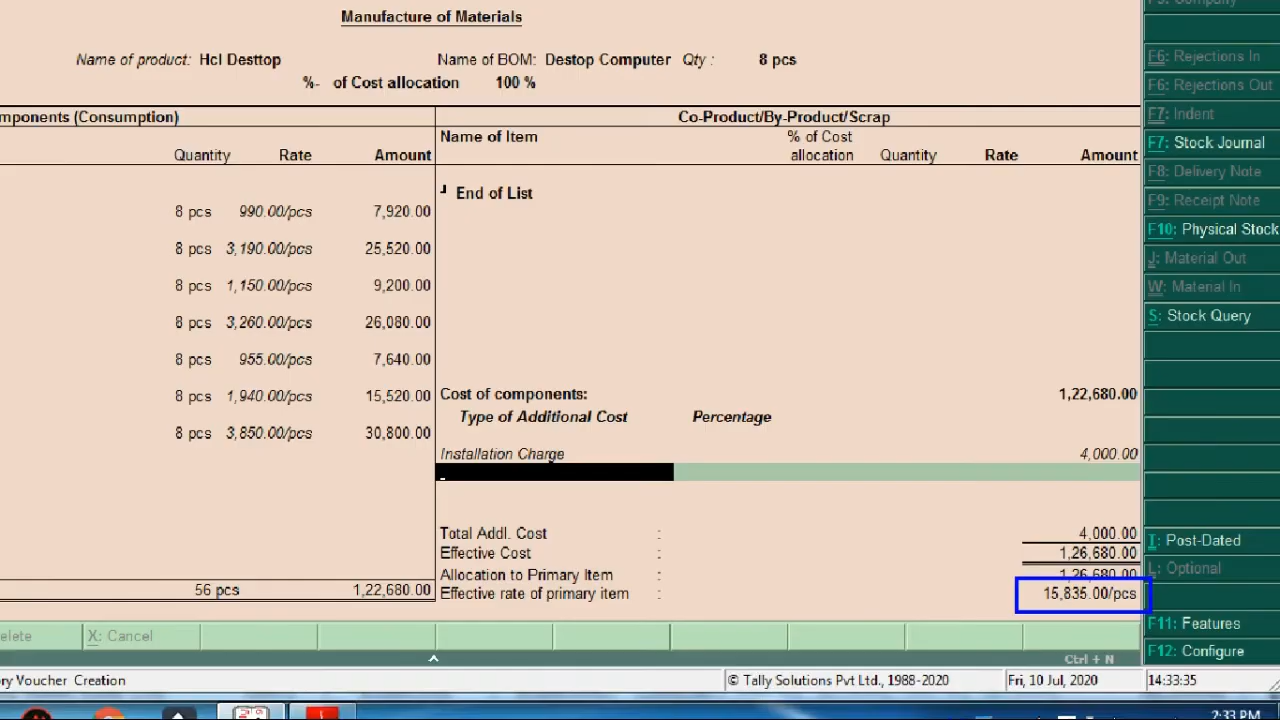 Manufacture of Materials
Name of product: Hcl Desttop Name of BOM: Destop Computer Qty : 8 pcs
%- of Cost allocation 100 %
mponents (Consumption)
Quantity Rate Amount
8 pcs 990.00/pcs 7,920.00
8 pcs 3,190.00/pcs 25,520.00
8 pcs 1,150.00/pcs 9,200.00
8 pcs 3,260.00/pcs 26,080.00
8 pcs 955.00/pcs 7,640.00
8 pcs 1,940.00/pcs 15,520.00
8 pcs 3,850.00/pcs 30,800.00
56 pcs 1,22,680.00
Co-Product/By-Product/Scrap
Name of Item % of Cost allocation Quantity Rate Amount
End of List
Cost of components: 1,22,680.00
Type of Additional Cost Percentage
Installation Charge 4,000.00
Total Addl. Cost : 4,000.00
Effective Cost : 1,26,680.00
Allocation to Primary Item : 1,26,680.00
Effective rate of primary item : 15,835.00/pcs
F6: Rejections In
F6: Rejections Out
F7: Indent
F7: Stock Journal
F8: Delivery Note
F9: Receipt Note
F10: Physical Stock
J: Material Out
W: Material In
S: Stock Query
T: Post-Dated
L: Optional
F11: Features
F12: Configure
elete X: Cancel
Ctrl + N
ry Voucher Creation © Tally Solutions Pvt Ltd., 1988-2020 Fri, 10 Jul, 2020 14:33:35
2:33 PM